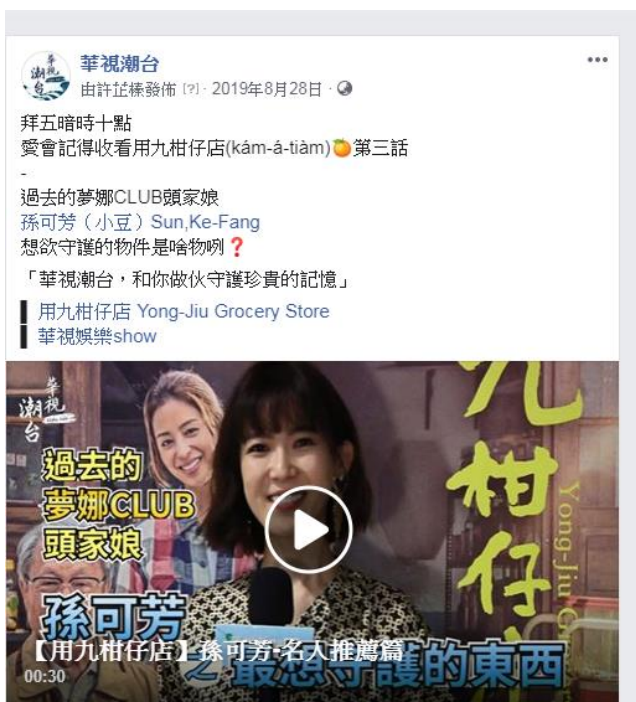 華視潮台
由許芷榛發佈 [?] · 2019年8月28日 ·
拜五暗時十點
愛會記得收看用九柑仔店(kám-á-tiàm)🍊第三話
-
過去的夢娜CLUB頭家娘
孫可芳（小豆）Sun,Ke-Fang
想欲守護的物件是啥物咧❓
「華視潮台，和你做伙守護珍貴的記憶」
▌用九柑仔店 Yong-Jiu Grocery Store
▌華視娛樂show
華視
潮台
過去的
夢娜CLUB
頭家娘
孫可芳
之最想守護的東西
九柑仔
Yong-Jiu G
【用九柑仔店】孫可芳-名人推薦篇
00:30